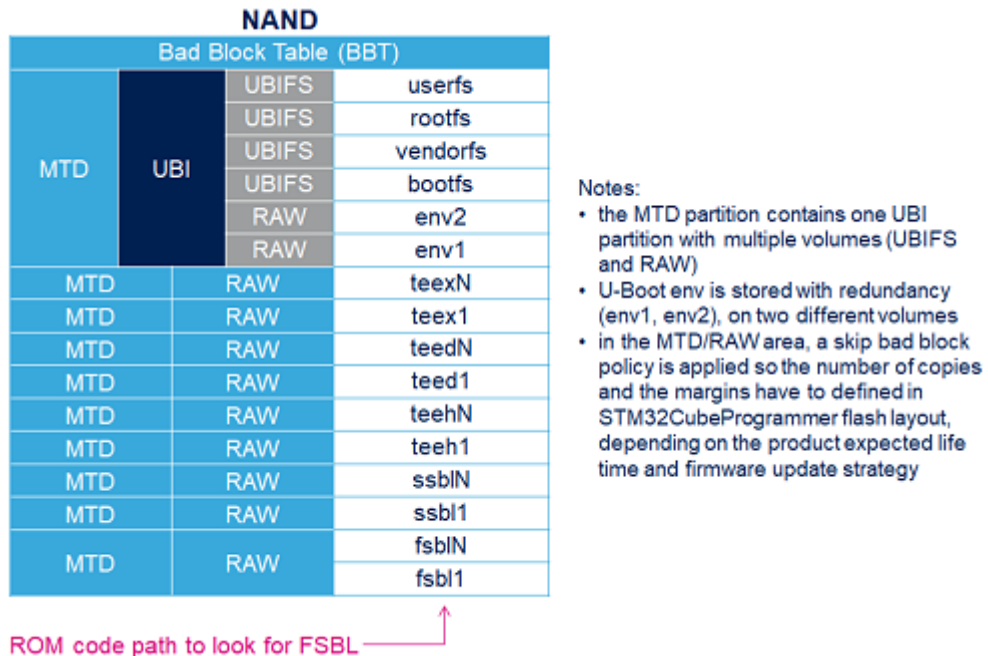 NAND
Bad Block Table (BBT)
MTD
UBI
UBIFS userfs
UBIFS rootfs
UBIFS vendorfs
UBIFS bootfs
RAW env2
RAW env1
MTD RAW teexN
MTD RAW teex1
MTD RAW teedN
MTD RAW teed1
MTD RAW teehN
MTD RAW teeh1
MTD RAW ssblN
MTD RAW ssbl1
MTD RAW fsblN
fsbl1
ROM code path to look for FSBL
Notes:
• the MTD partition contains one UBI
partition with multiple volumes (UBIFS
and RAW)
• U-Boot env is stored with redundancy
(env1, env2), on two different volumes
• in the MTD/RAW area, a skip bad block
policy is applied so the number of copies
and the margins have to defined in
STM32CubeProgrammer flash layout,
depending on the product expected life
time and firmware update strategy